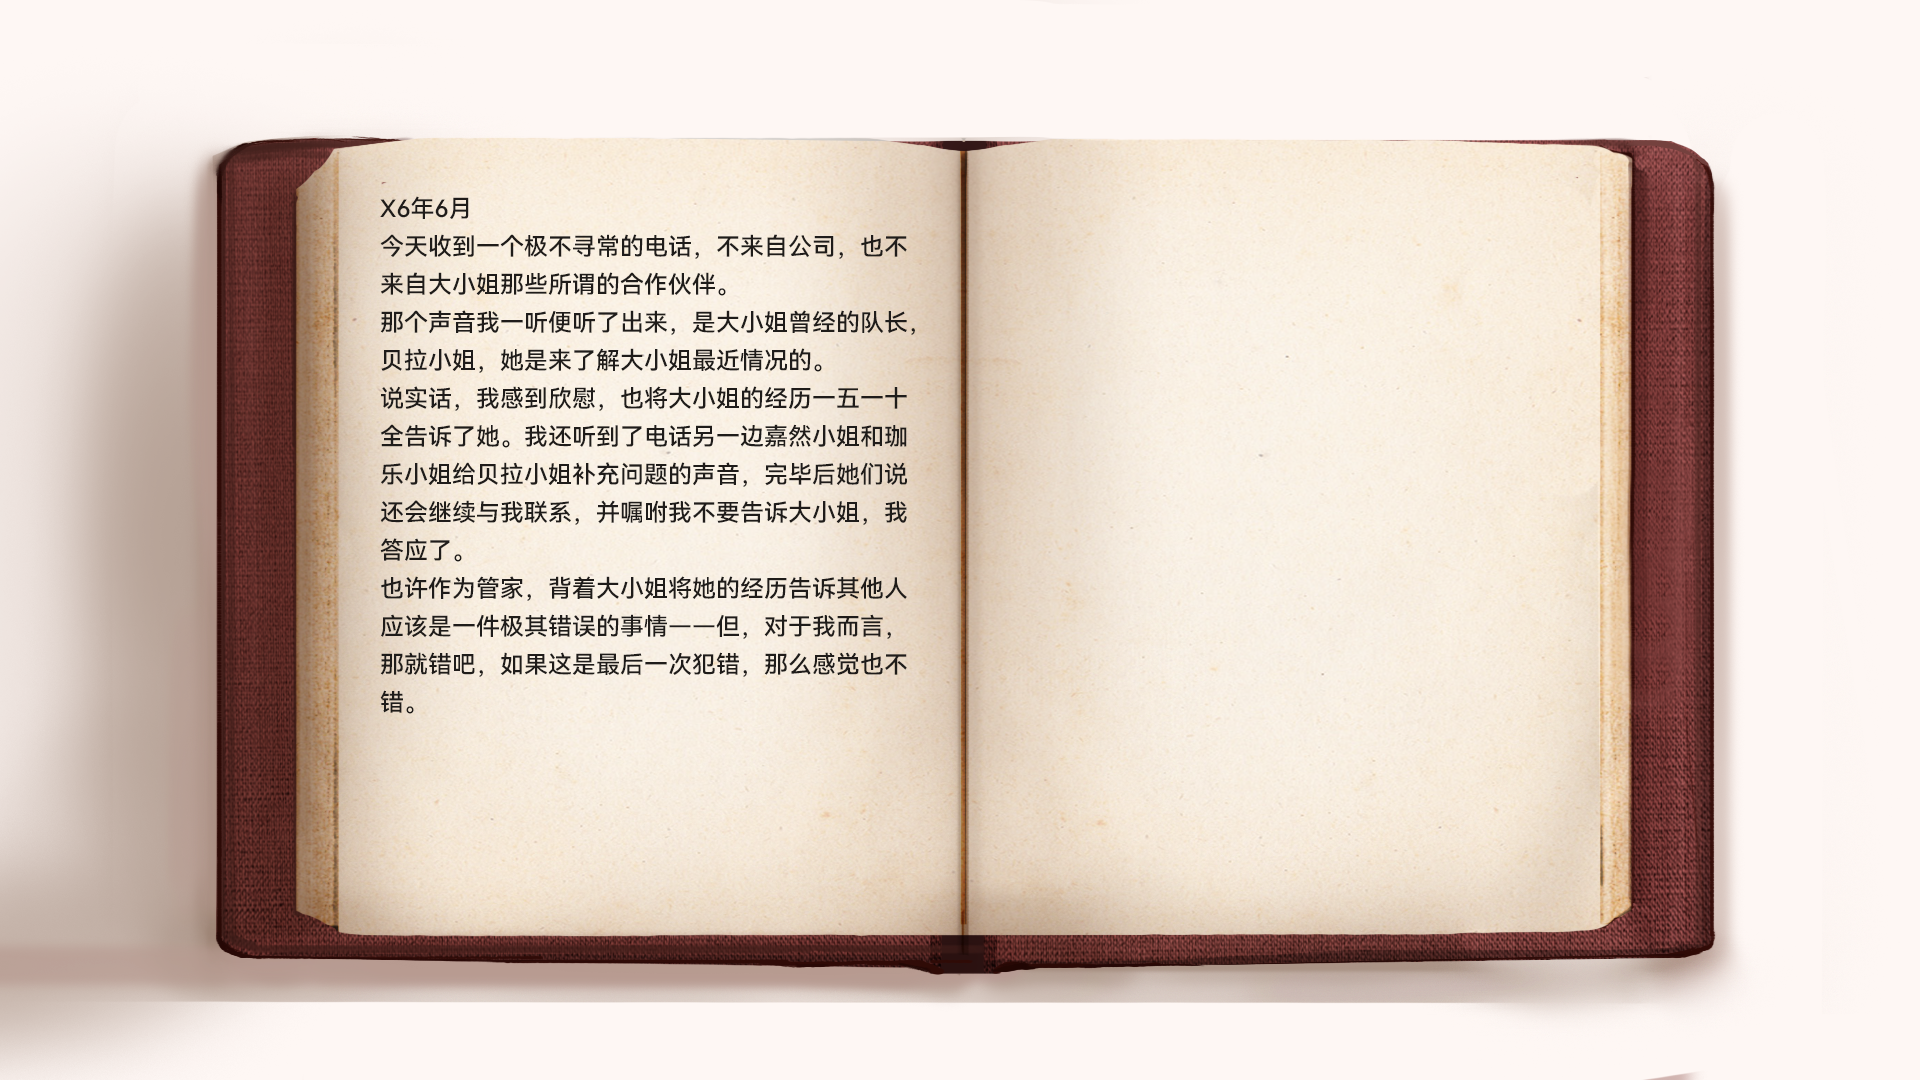 X6年6月
今天收到一个极不寻常的电话，不来自公司，也不
来自大小姐那些所谓的合作伙伴。
那个声音我一听便听了出来，是大小姐曾经的队长，
贝拉小姐，她是来了解大小姐最近情况的。
说实话，我感到欣慰，也将大小姐的经历一五一十
全告诉了她。我还听到了电话另一边嘉然小姐和珈
乐小姐给贝拉小姐补充问题的声音，完毕后她们说
还会继续与我联系，并嘱咐我不要告诉大小姐，我
答应了。
也许作为管家，背着大小姐将她的经历告诉其他人
应该是一件极其错误的事情——但，对于我而言，
那就错吧，如果这是最后一次犯错，那么感觉也不
错。